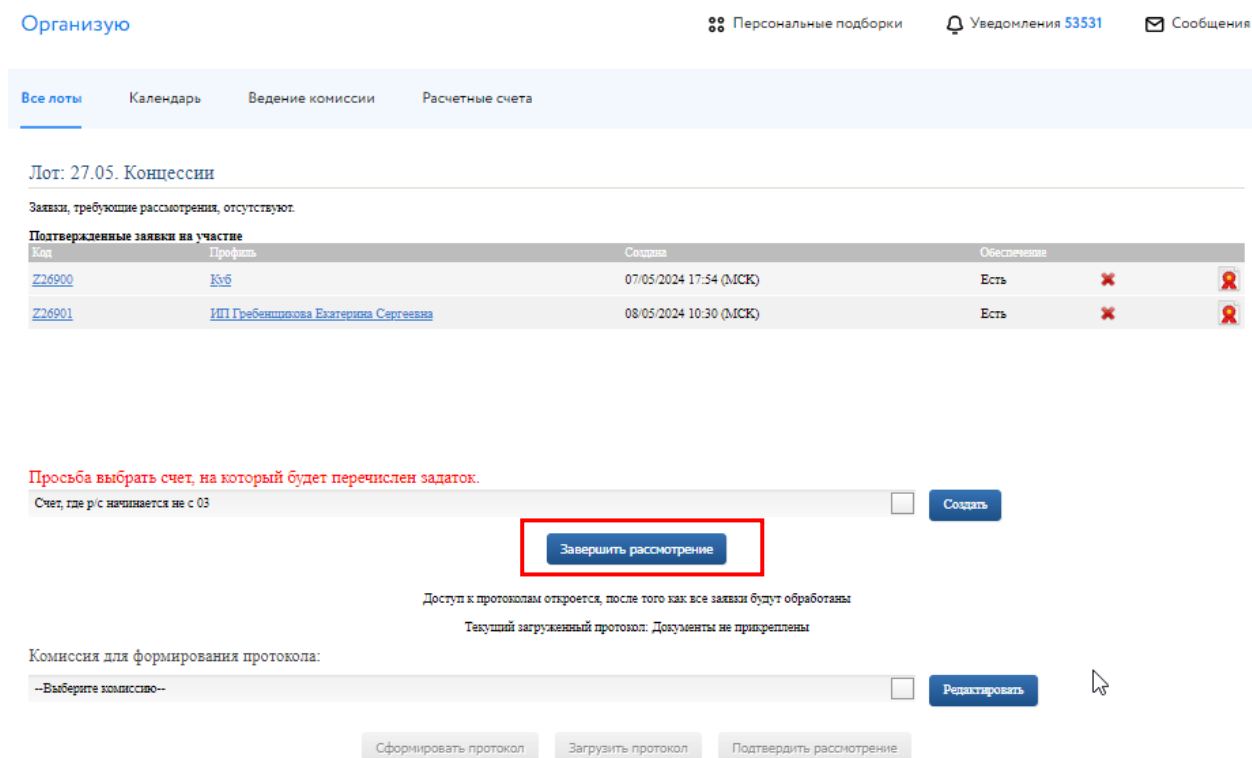 Организую Персональные подборки Уведомления 53531 Сообщения
Все лоты Календарь Ведение комиссии Расчетные счета
Лот: 27.05. Концессии
Заявки, требующие рассмотрения, отсутствуют.
Подтвержденные заявки на участие
Код Профиль Создана Обеспечение
Z26900 Куб 07/05/2024 17:54 (МСК) Есть
Z26901 ИП Гребенщикова Екатерина Сергеевна 08/05/2024 10:30 (МСК) Есть
Просьба выбрать счет, на который будет перечислен задаток.
Счет, где р/с начинается не с 03 Создать
Завершить рассмотрение
Доступ к протоколам откроется, после того как все заявки будут обработаны
Текущий загруженный протокол: Документы не прикреплены
Комиссия для формирования протокола:
--Выберите комиссию-- Редактировать
Сформировать протокол Загрузить протокол Подтвердить рассмотрение